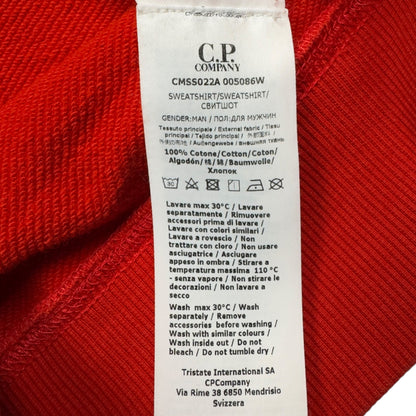 C.P.
COMPANY
CMSS022A 005086W
SWEATSHIRT/SWEATSHIRT/
СВИТШОТ
GENDER:MAN / ПОЛ:ДЛЯ МУЖЧИН
Tessuto principale / External fabric / Tissu
principal / Tejido principal /
/ Außengewebe / Внешняя ткань
100% Cotone/Cotton/Coton/
Algodón/棉/綿/Baumwolle/
Хлопок
30
Lavare max 30°C / Lavare
separatamente / Rimuovere
accessori prima di lavare /
Lavare con colori similari /
Lavare a rovescio / Non
trattare con cloro / Non usare
asciugatrice / Asciugare
appeso in ombra / Stirare a
temperatura massima 110 °C
- senza vapore / Non stirare le
decorazioni / Non lavare a
secco
Wash max 30°C / Wash
separately / Remove
accessories before washing /
Wash with similar colours /
Wash inside out / Do not
bleach / Do not tumble dry/
Tristate International SA
CPCompany
Via Rime 38 6850 Mendrisio
Svizzera